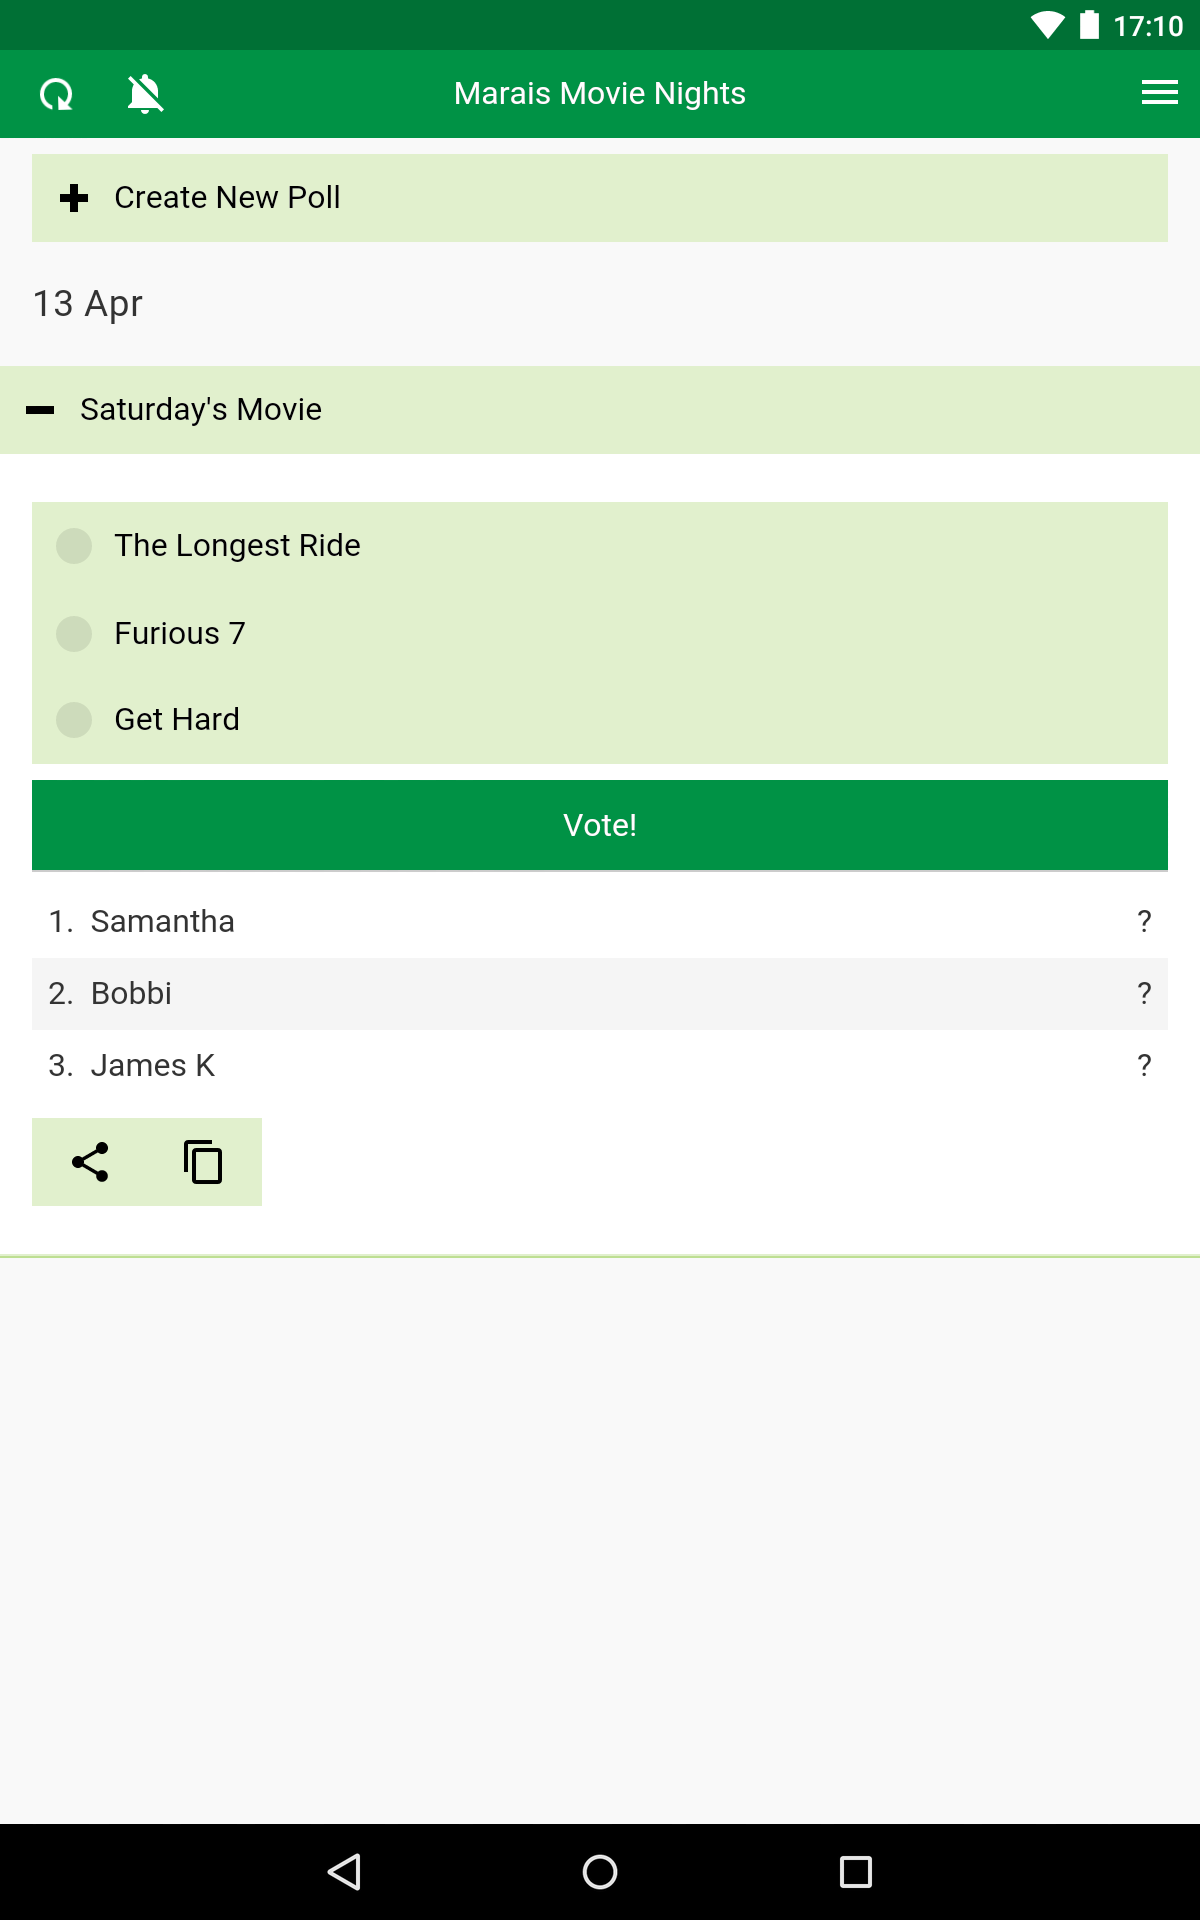 17:10
Marais Movie Nights
Create New Poll
13 Apr
Saturday's Movie
The Longest Ride
Furious 7
Get Hard
Vote!
1. Samantha ?
2. Bobbi ?
3. James K ?